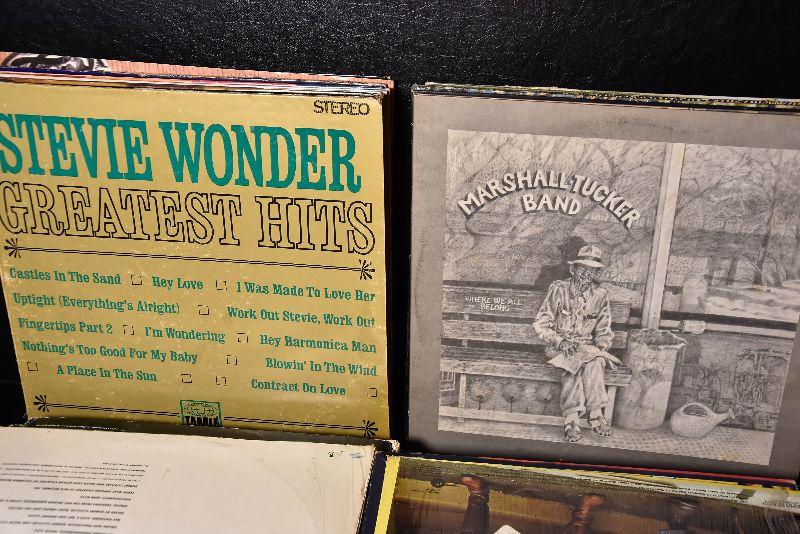 STEREO
STEVIE WONDER
GREATEST HITS
Castles In The Sand □ Hey Love □ I Was Made To Love Her
Uptight (Everything's Alright) □ Work Out Stevie, Work Out
Fingertips Part 2 □ I'm Wondering □ Hey Harmonica Man
Nothing's Too Good For My Baby □ Blowin' In The Wind
□ A Place In The Sun □ □ Contract On Love □
TAMLA
MARSHALL TUCKER
BAND
WHERE WE ALL
BELONG